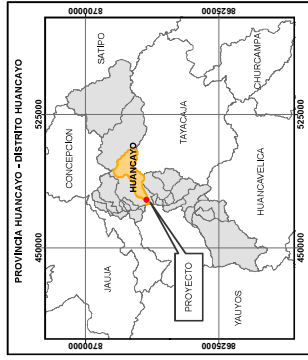 PROVINCIA HUANCAYO - DISTRITO HUANCAYO
450000
525000
8700000
8700000
8625000
8625000
450000
525000
CONCEPCIÓN
SATIPO
JAUJA
HUANCAYO
TAYACAJA
CHURCAMPA
PROYECTO
YAUYOS
HUANCAVELICA